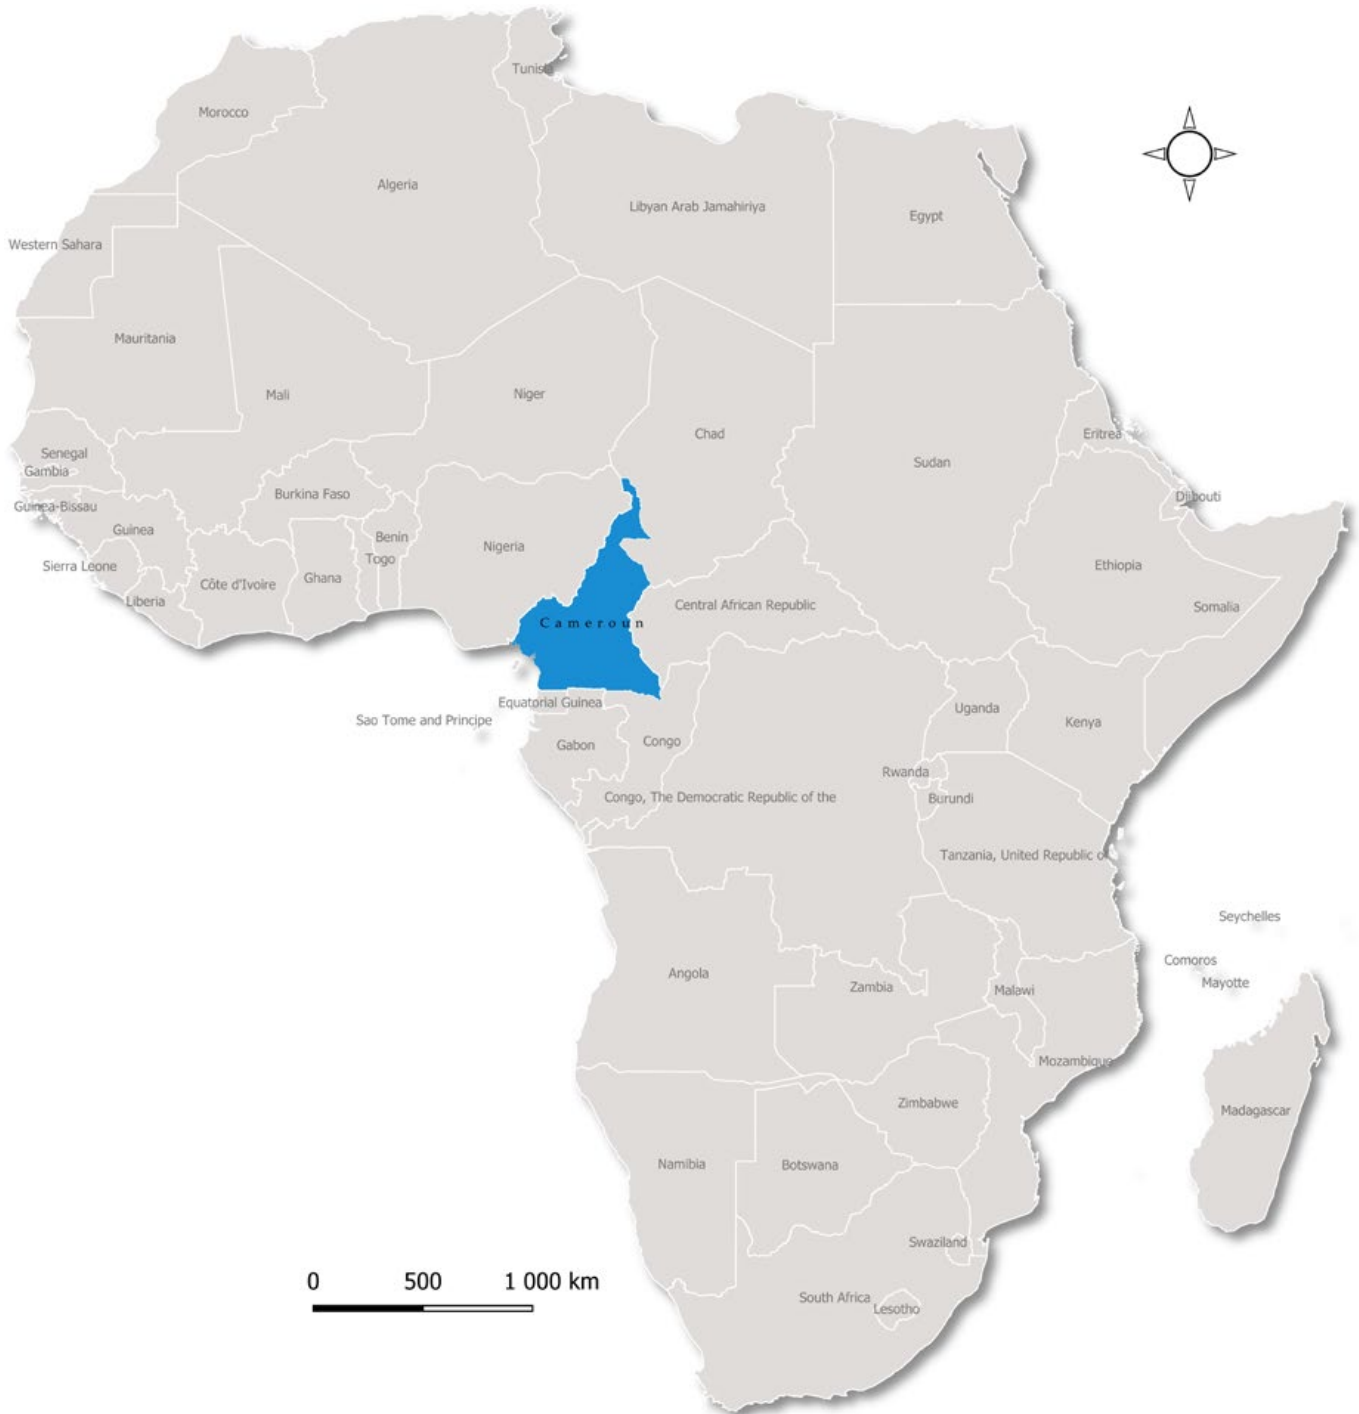 Tunisia
Morocco
Algeria
Libyan Arab Jamahiriya
Egypt
Western Sahara
Mauritania
Mali
Niger
Chad
Sudan
Eritrea
Senegal
Gambia
Guinea-Bissau
Guinea
Burkina Faso
Benin
Togo
Nigeria
Djibouti
Sierra Leone
Liberia
Côte d'Ivoire
Ghana
Ethiopia
Somalia
Central African Republic
Cameroun
Equatorial Guinea
Sao Tome and Principe
Gabon
Congo
Uganda
Kenya
Rwanda
Burundi
Congo, The Democratic Republic of the
Tanzania, United Republic of
Seychelles
Comoros
Mayotte
Angola
Zambia
Malawi
Mozambique
Zimbabwe
Madagascar
Namibia
Botswana
Swaziland
South Africa
Lesotho
0 500 1 000 km